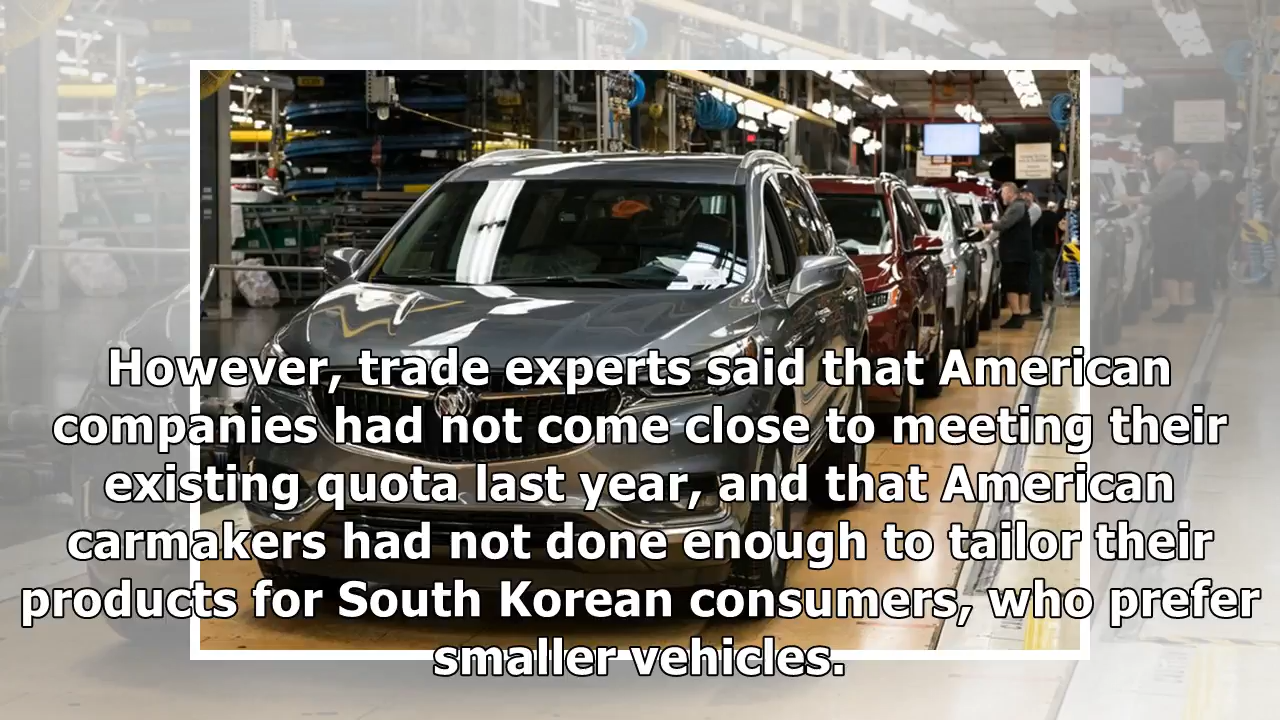 However, trade experts said that American
companies had not come close to meeting their
existing quota last year, and that American
carmakers had not done enough to tailor their
products for South Korean consumers, who prefer
smaller vehicles.